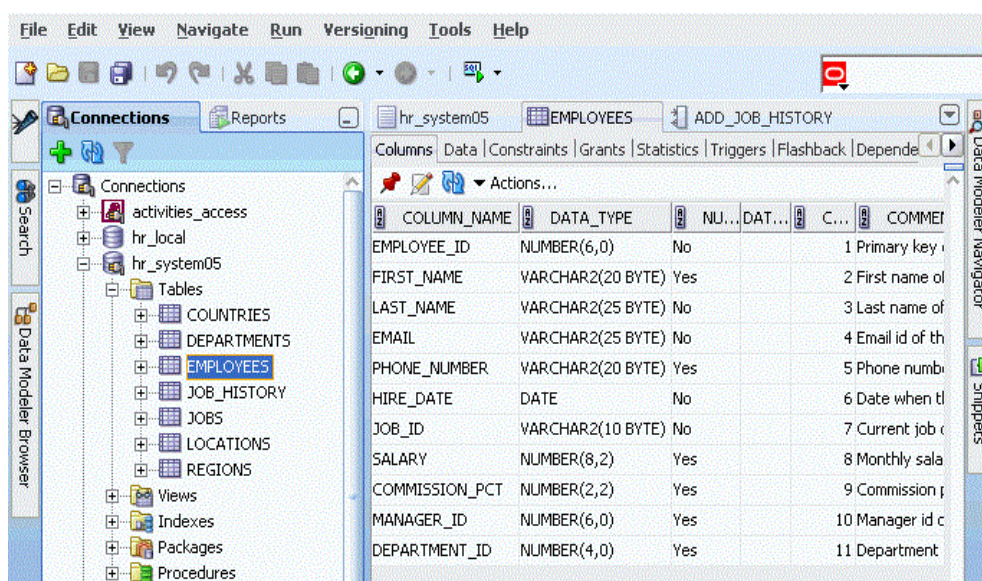 File Edit View Navigate Run Versioning Tools Help
Connections
Reports
hr_system05
EMPLOYEES
ADD_JOB_HISTORY
Columns Data Constraints Grants Statistics Triggers Flashback Depende
Actions...
Search
Data Modeler Browser
Data Modeler Navigator
Snippets
Connections
activities_access
hr_local
hr_system05
Tables
COUNTRIES
DEPARTMENTS
EMPLOYEES
JOB_HISTORY
JOBS
LOCATIONS
REGIONS
Views
Indexes
Packages
Procedures
COLUMN_NAME DATA_TYPE NU... DAT... C... COMMEN
EMPLOYEE_ID NUMBER(6,0) No 1 Primary key
FIRST_NAME VARCHAR2(20 BYTE) Yes 2 First name of
LAST_NAME VARCHAR2(25 BYTE) No 3 Last name of
EMAIL VARCHAR2(25 BYTE) No 4 Email id of th
PHONE_NUMBER VARCHAR2(20 BYTE) Yes 5 Phone numb
HIRE_DATE DATE No 6 Date when t
JOB_ID VARCHAR2(10 BYTE) No 7 Current job
SALARY NUMBER(8,2) Yes 8 Monthly sala
COMMISSION_PCT NUMBER(2,2) Yes 9 Commission
MANAGER_ID NUMBER(6,0) Yes 10 Manager id
DEPARTMENT_ID NUMBER(4,0) Yes 11 Department